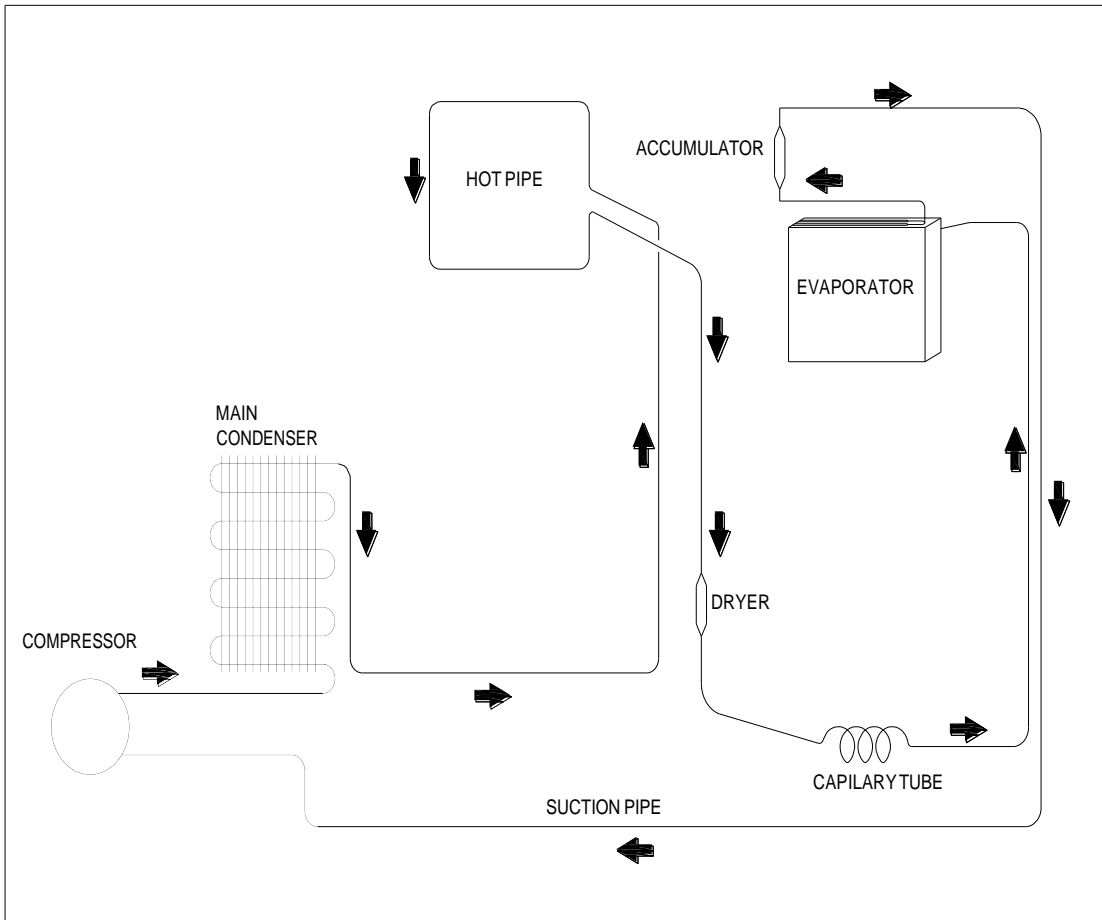 ACCUMULATOR
HOT PIPE
EVAPORATOR
MAIN
CONDENSER
DRYER
COMPRESSOR
CAPILARY TUBE
SUCTION PIPE